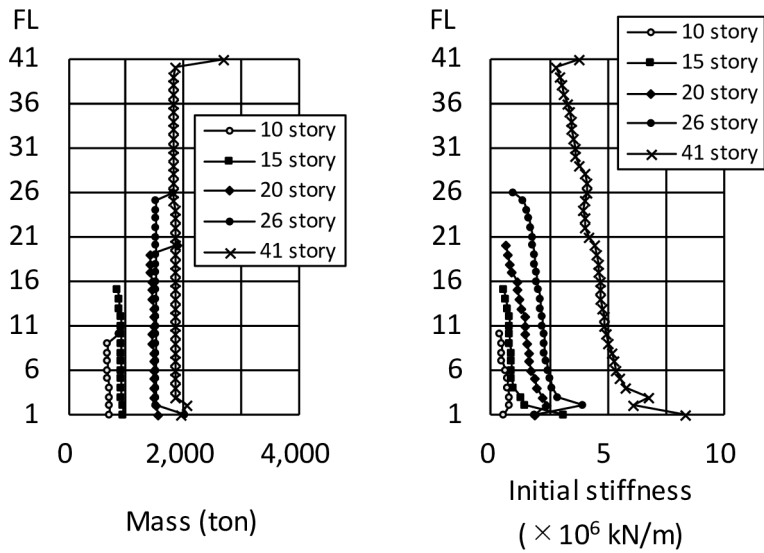 FL
41
36
31
26
21
16
11
6
1
0
2,000
4,000
Mass (ton)
10 story
15 story
20 story
26 story
41 story
FL
41
36
31
26
21
16
11
6
1
0
5
10
Initial stiffness
(×10⁶ kN/m)
10 story
15 story
20 story
26 story
41 story